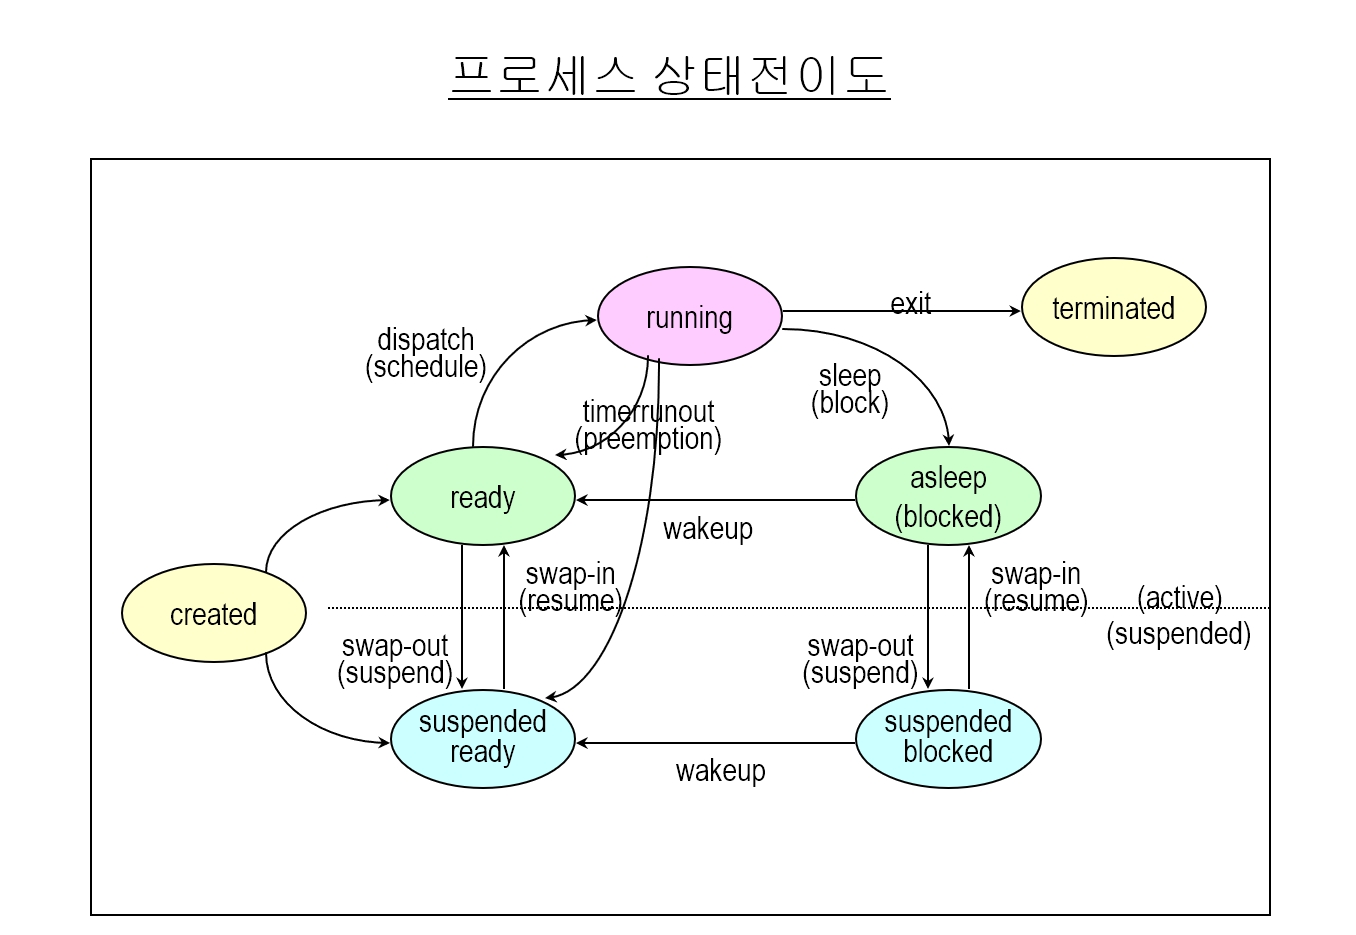 프로세스 상태전이도
running
exit
terminated
dispatch
(schedule)
sleep
(block)
timerrunout
(preemption)
ready
asleep
(blocked)
wakeup
created
swap-in
(resume)
swap-in
(resume)
(active)
(suspended)
swap-out
(suspend)
swap-out
(suspend)
suspended
ready
suspended
blocked
wakeup